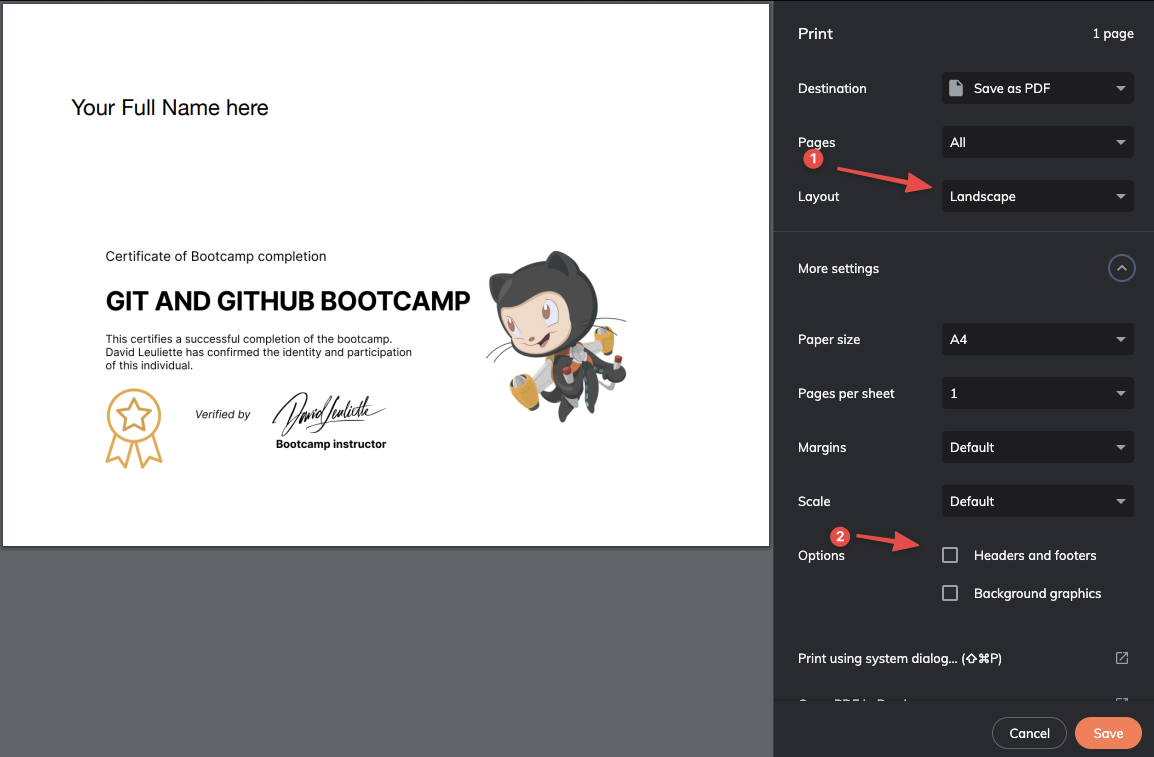 Your Full Name here
Certificate of Bootcamp completion
GIT AND GITHUB BOOTCAMP
This certifies a successful completion of the bootcamp.
David Leuliette has confirmed the identity and participation
of this individual.
Verified by
David Leuliette
Bootcamp instructor
Print
1 page
Destination
Save as PDF
Pages
All
1
Layout
Landscape
More settings
Paper size
A4
Pages per sheet
1
Margins
Default
Scale
Default
2
Options
Headers and footers
Background graphics
Print using system dialog... (⇧⌘P)
Cancel
Save